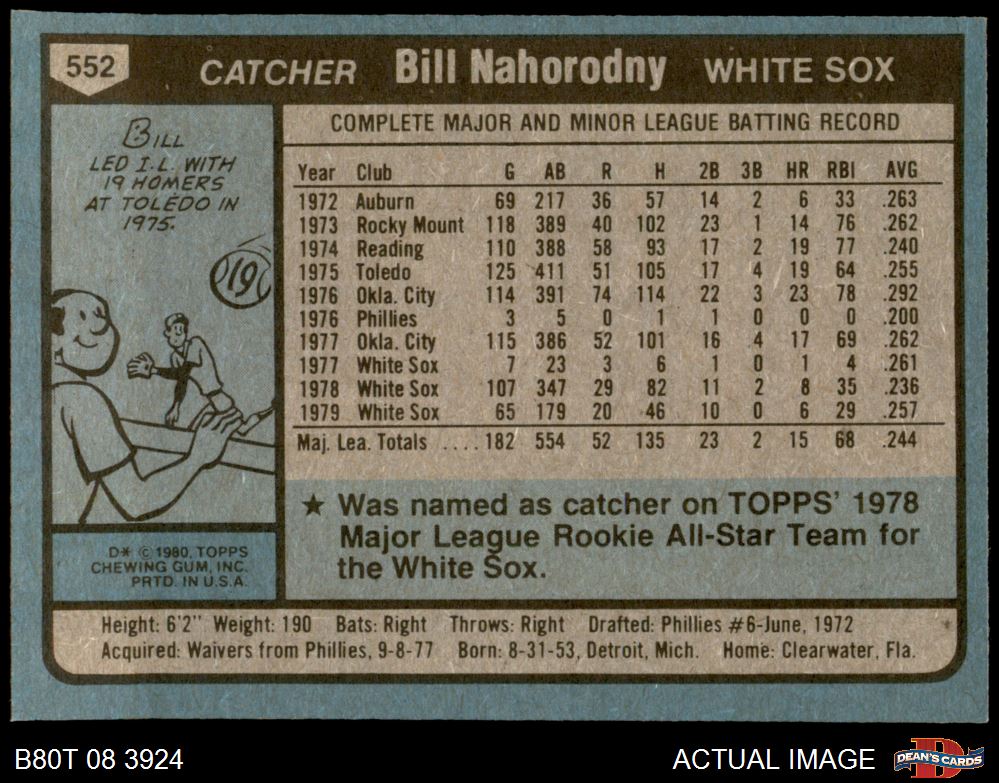 552 CATCHER Bill Nahorodny WHITE SOX
BILL
LED I.L. WITH
19 HOMERS
AT TOLEDO IN
1975.
19
COMPLETE MAJOR AND MINOR LEAGUE BATTING RECORD
Year Club G AB R H 2B 3B HR RBI AVG
1972 Auburn 69 217 36 57 14 2 6 33 .263
1973 Rocky Mount 118 389 40 102 23 1 14 76 .262
1974 Reading 110 388 58 93 17 2 19 77 .240
1975 Toledo 125 411 51 105 17 4 19 64 .255
1976 Okla. City 114 391 74 114 22 3 23 78 .292
1976 Phillies 3 5 0 1 1 0 0 0 .200
1977 Okla. City 115 386 52 101 16 4 17 69 .262
1977 White Sox 7 23 3 6 1 0 1 4 .261
1978 White Sox 107 347 29 82 11 2 8 35 .236
1979 White Sox 65 179 20 46 10 0 6 29 .257
Maj. Lea. Totals .... 182 554 52 135 23 2 15 68 .244
★ Was named as catcher on TOPPS' 1978
Major League Rookie All-Star Team for
the White Sox.
D* © 1980, TOPPS
CHEWING GUM, INC.
PRTD. IN U.S.A.
Height: 6'2" Weight: 190 Bats: Right Throws: Right Drafted: Phillies #6-June, 1972
Acquired: Waivers from Phillies, 9-8-77 Born: 8-31-53, Detroit, Mich. Home: Clearwater, Fla.
B80T 08 3924 ACTUAL IMAGE D DEAN'S CARDS